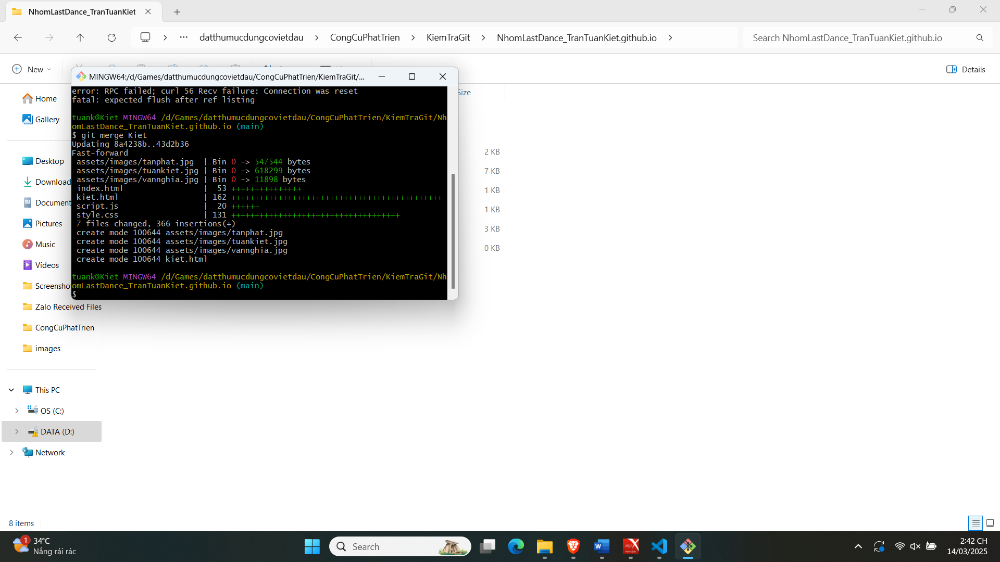 NhomLastDance_TranTuanKiet
datthumucdungcovietdau > CongCuPhatTrien > KiemTraGit > NhomLastDance_TranTuanKiet.github.io >
Search NhomLastDance_TranTuanKiet.github.io
New
Details
MINGW64:/d/Games/datthumucdungcovietdau/CongCuPhatTrien/KiemTraGit/...
error: RPC failed; curl 56 Recv failure: Connection was reset
fatal: expected flush after ref listing
tuank@Kiet MINGW64 /d/Games/datthumucdungcovietdau/CongCuPhatTrien/KiemTraGit/Nh
omLastDance_TranTuanKiet.github.io (main)
$ git merge Kiet
Updating 8a4238b..43d2b36
Fast-forward
assets/images/tanphat.jpg | Bin 0 -> 547544 bytes
assets/images/tuankiet.jpg | Bin 0 -> 618299 bytes
assets/images/vannghia.jpg | Bin 0 -> 11898 bytes
index.html | 53 +++++++++++++++
kiet.html | 162 +++++++++++++++++++++++++++++++++++++++++++++
script.js | 20 ++++++
style.css | 131 ++++++++++++++++++++++++++++++++++++
7 files changed, 366 insertions(+)
create mode 100644 assets/images/tanphat.jpg
create mode 100644 assets/images/tuankiet.jpg
create mode 100644 assets/images/vannghia.jpg
create mode 100644 kiet.html
tuank@Kiet MINGW64 /d/Games/datthumucdungcovietdau/CongCuPhatTrien/KiemTraGit/Nh
omLastDance_TranTuanKiet.github.io (main)
$
Size
2 KB
7 KB
1 KB
1 KB
3 KB
0 KB
Home
Gallery
Desktop
Download
Document
Pictures
Music
Videos
Screensho
Zalo Received Files
CongCuPhatTrien
images
This PC
OS (C:)
DATA (D:)
Network
8 items
1
34°C
Nắng rải rác
Search
2:42 CH
14/03/2025